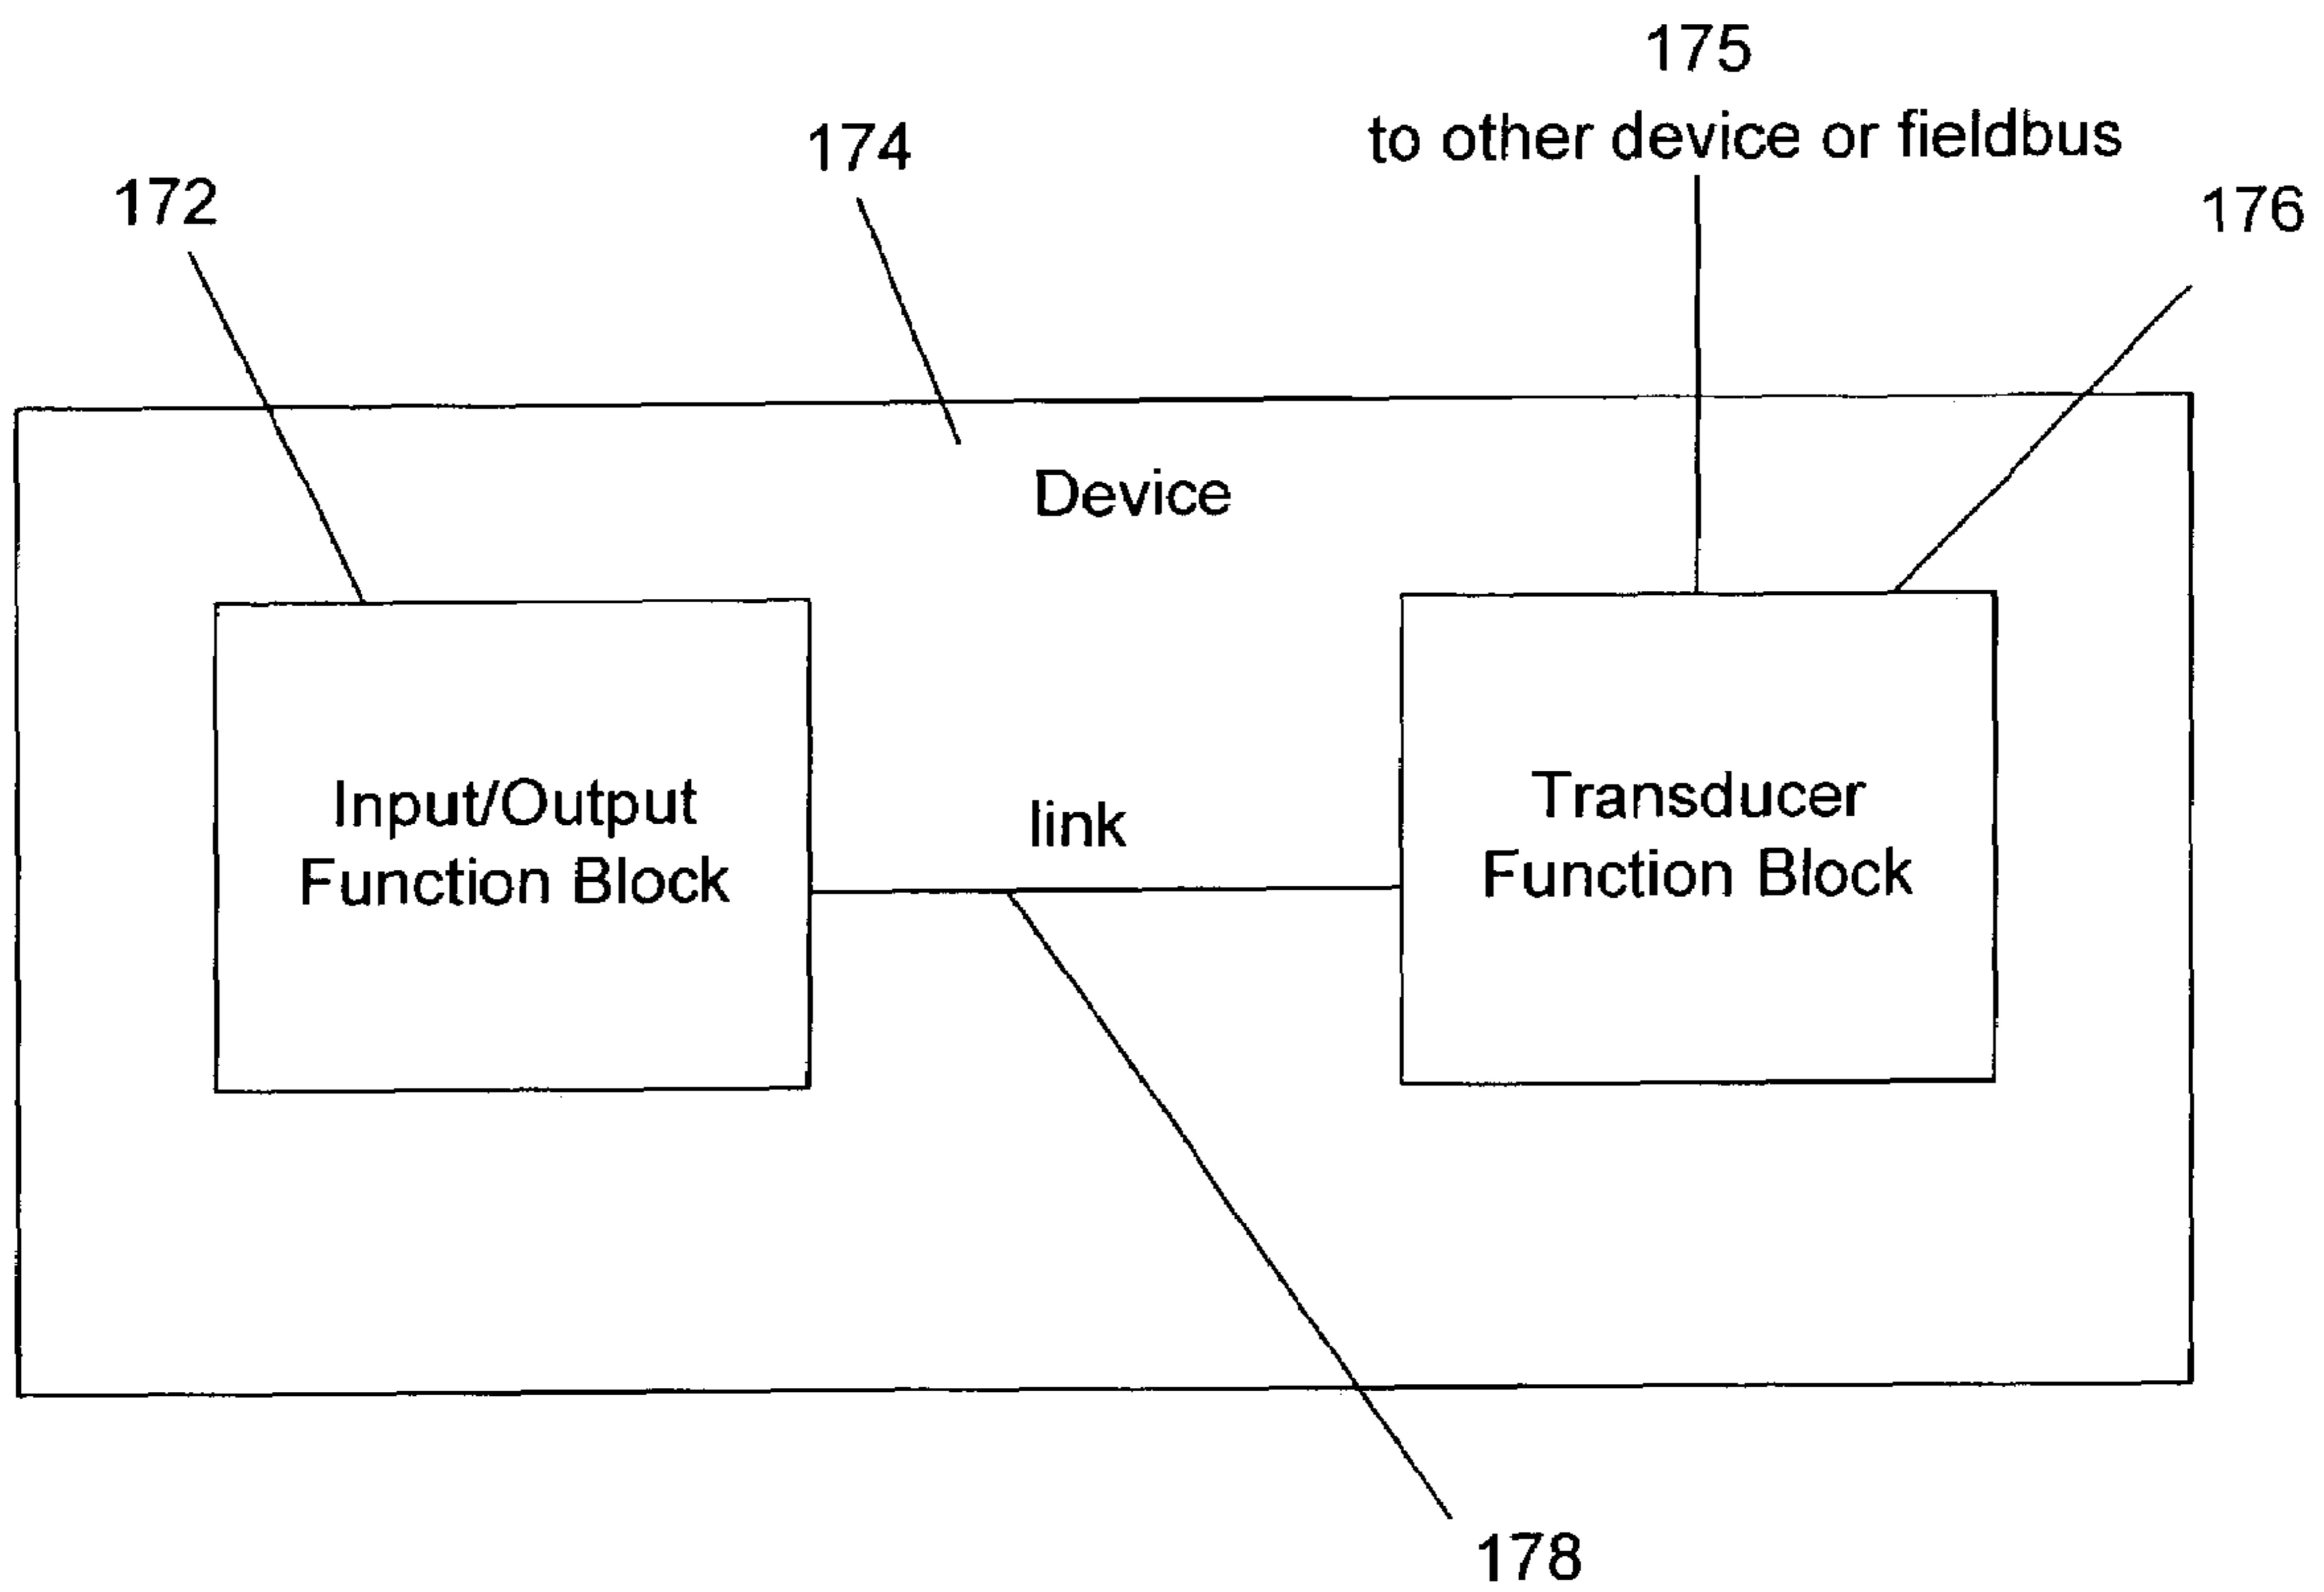 175
to other device or fieldbus
174
172
176
Device
Input/Output
Function Block
link
Transducer
Function Block
178